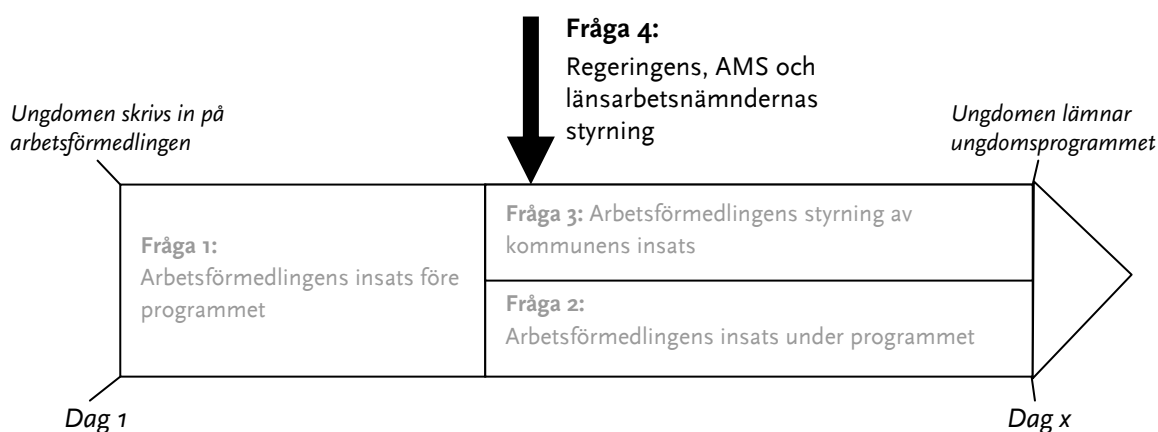 Fråga 4:
Regeringens, AMS och
länsarbetsnämndernas
styrning
Ungdomen skrivs in på
arbetsförmedlingen
Ungdomen lämnar
ungdomsprogrammet
Fråga 1:
Arbetsförmedlingens insats före
programmet
Fråga 3: Arbetsförmedlingens styrning av
kommunens insats
Fråga 2:
Arbetsförmedlingens insats under programmet
Dag 1
Dag x